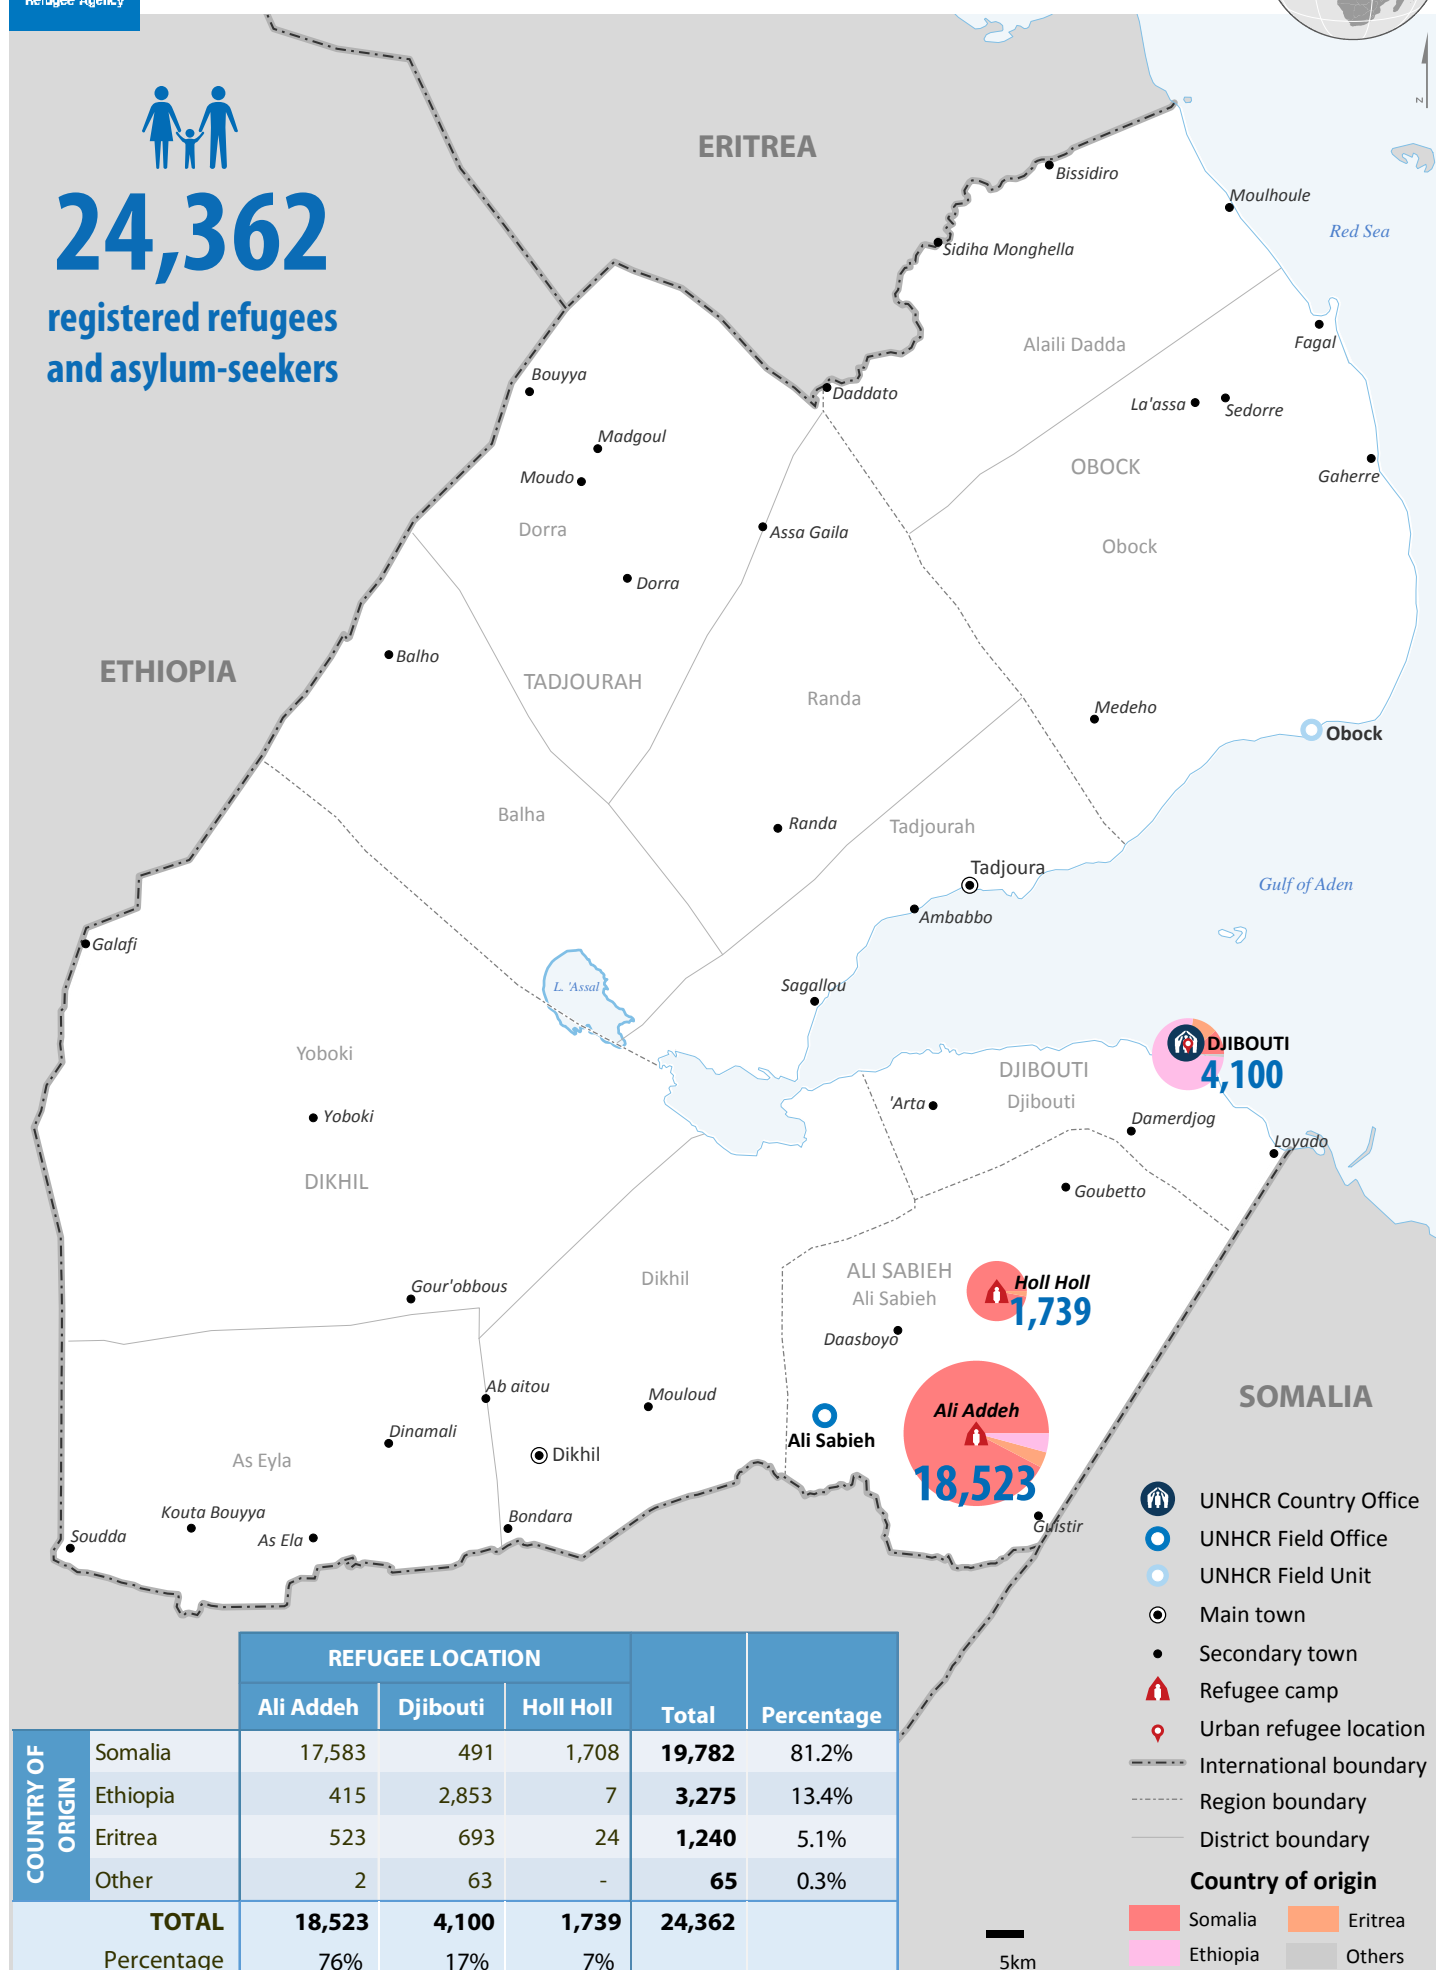 Refugee Agency
24,362
registered refugees
and asylum-seekers
ERITREA
ETHIOPIA
SOMALIA
Red Sea
Gulf of Aden
L. 'Assal
Bissidiro
Moulhoule
Sidiha Monghella
Alaili Dadda
Fagal
Bouyya
Daddato
La'assa
Sedorre
Madgoul
OBOCK
Moudo
Gaherre
Dorra
Assa Gaila
Obock
Dorra
Balho
TADJOURAH
Randa
Medeho
Obock
Balha
Randa
Tadjourah
Tadjoura
Ambabbo
Galafi
Sagallou
Yoboki
DJIBOUTI
4,100
DJIBOUTI
Djibouti
'Arta
Yoboki
Damerdjog
Loyado
DIKHIL
Goubetto
Gour'obbous
Dikhil
ALI SABIEH
Ali Sabieh
Holl Holl
1,739
Daasboyo
Ab aitou
Mouloud
Ali Addeh
18,523
Dinamali
Ali Sabieh
As Eyla
Dikhil
Kouta Bouyya
Bondara
Guistir
Soudda
As Ela
UNHCR Country Office
UNHCR Field Office
UNHCR Field Unit
Main town
Secondary town
Refugee camp
Urban refugee location
International boundary
Region boundary
District boundary
Country of origin
Somalia Eritrea
Ethiopia Others
REFUGEE LOCATION
Ali Addeh Djibouti Holl Holl Total Percentage
COUNTRY OF
ORIGIN
Somalia 17,583 491 1,708 19,782 81.2%
Ethiopia 415 2,853 7 3,275 13.4%
Eritrea 523 693 24 1,240 5.1%
Other 2 63 - 65 0.3%
TOTAL 18,523 4,100 1,739 24,362
Percentage 76% 17% 7%
5km
N